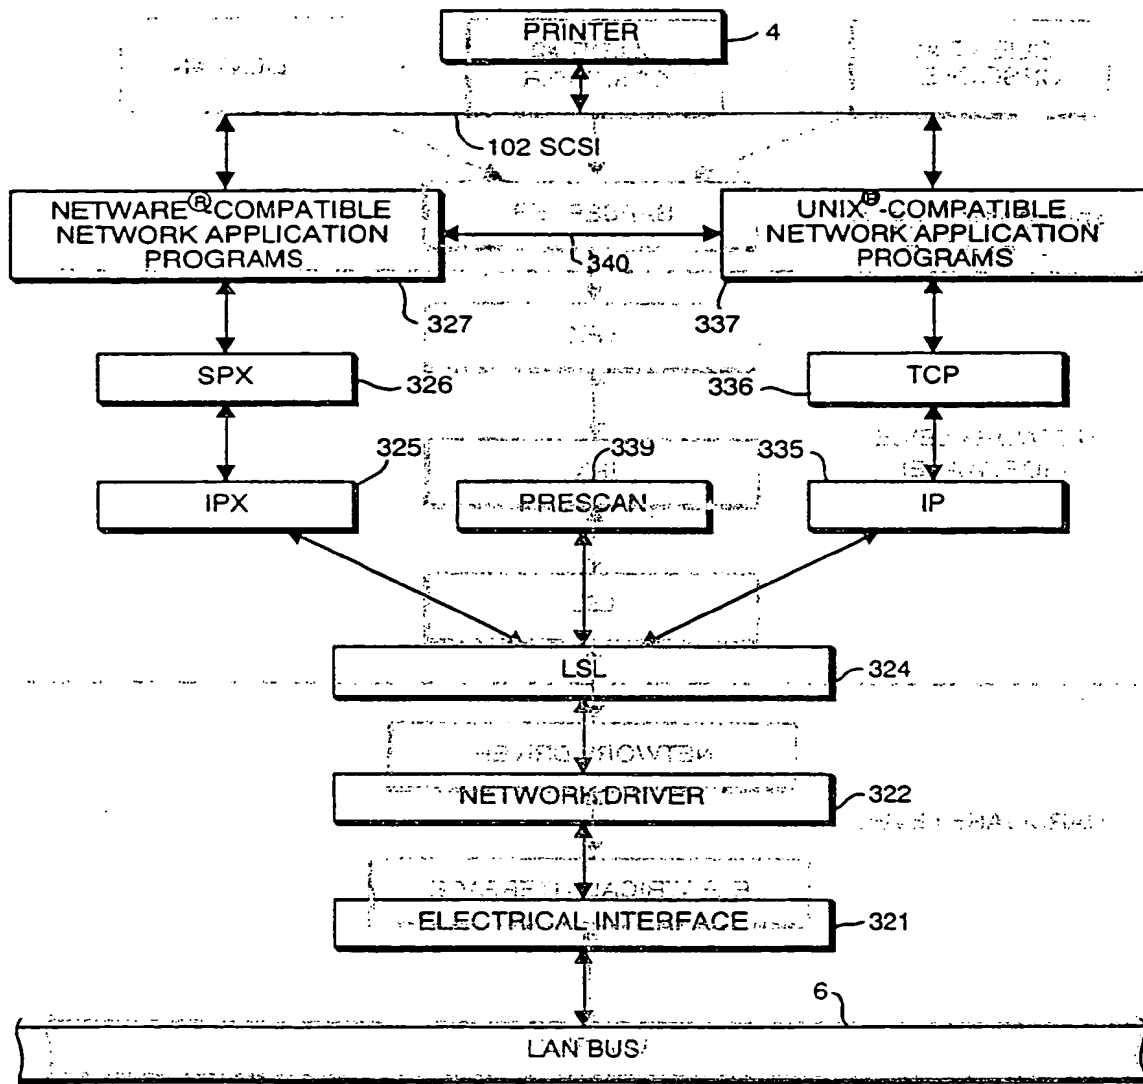 PRINTER
4
102 SCSI
NETWARE®-COMPATIBLE
NETWORK APPLICATION
PROGRAMS
327
340
UNIX®-COMPATIBLE
NETWORK APPLICATION
PROGRAMS
337
SPX
326
336
TCP
325
339
335
IPX
PRESCAN
IP
LSL
324
NETWORK DRIVER
322
ELECTRICAL INTERFACE
321
6
LAN BUS